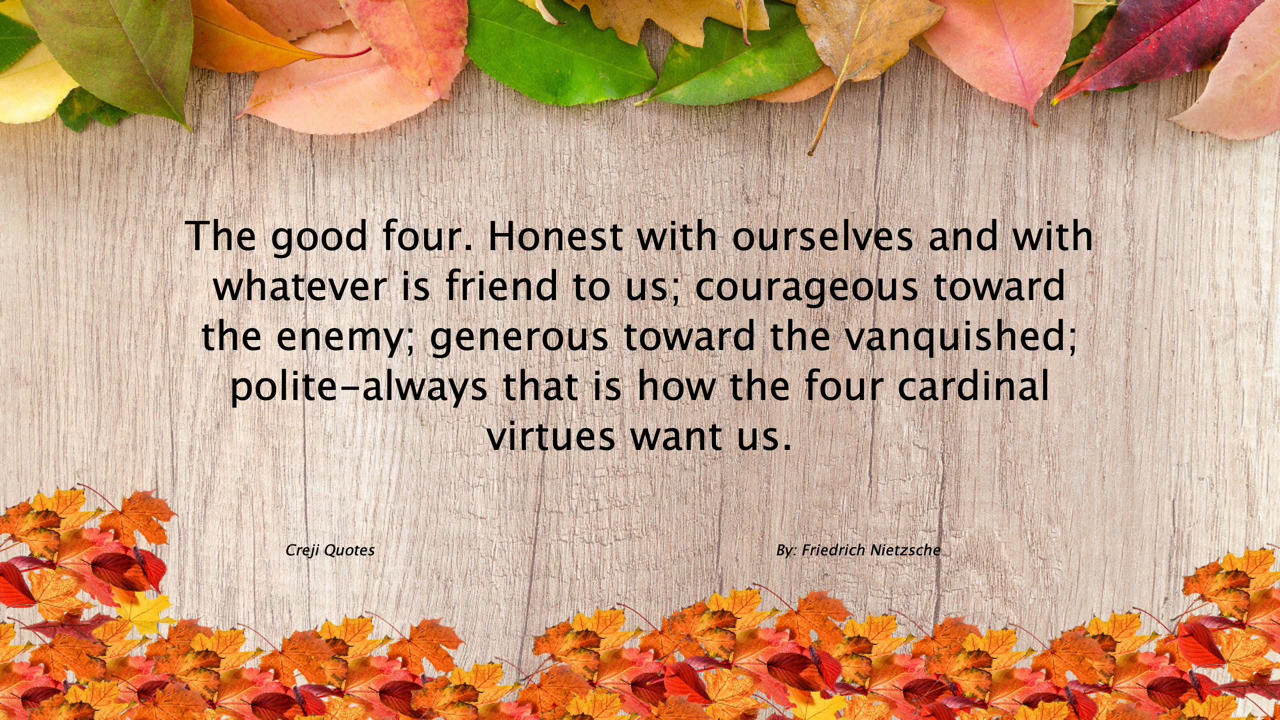 The good four. Honest with ourselves and with
whatever is friend to us; courageous toward
the enemy; generous toward the vanquished;
polite–always that is how the four cardinal
virtues want us.
Creji Quotes
By: Friedrich Nietzsche